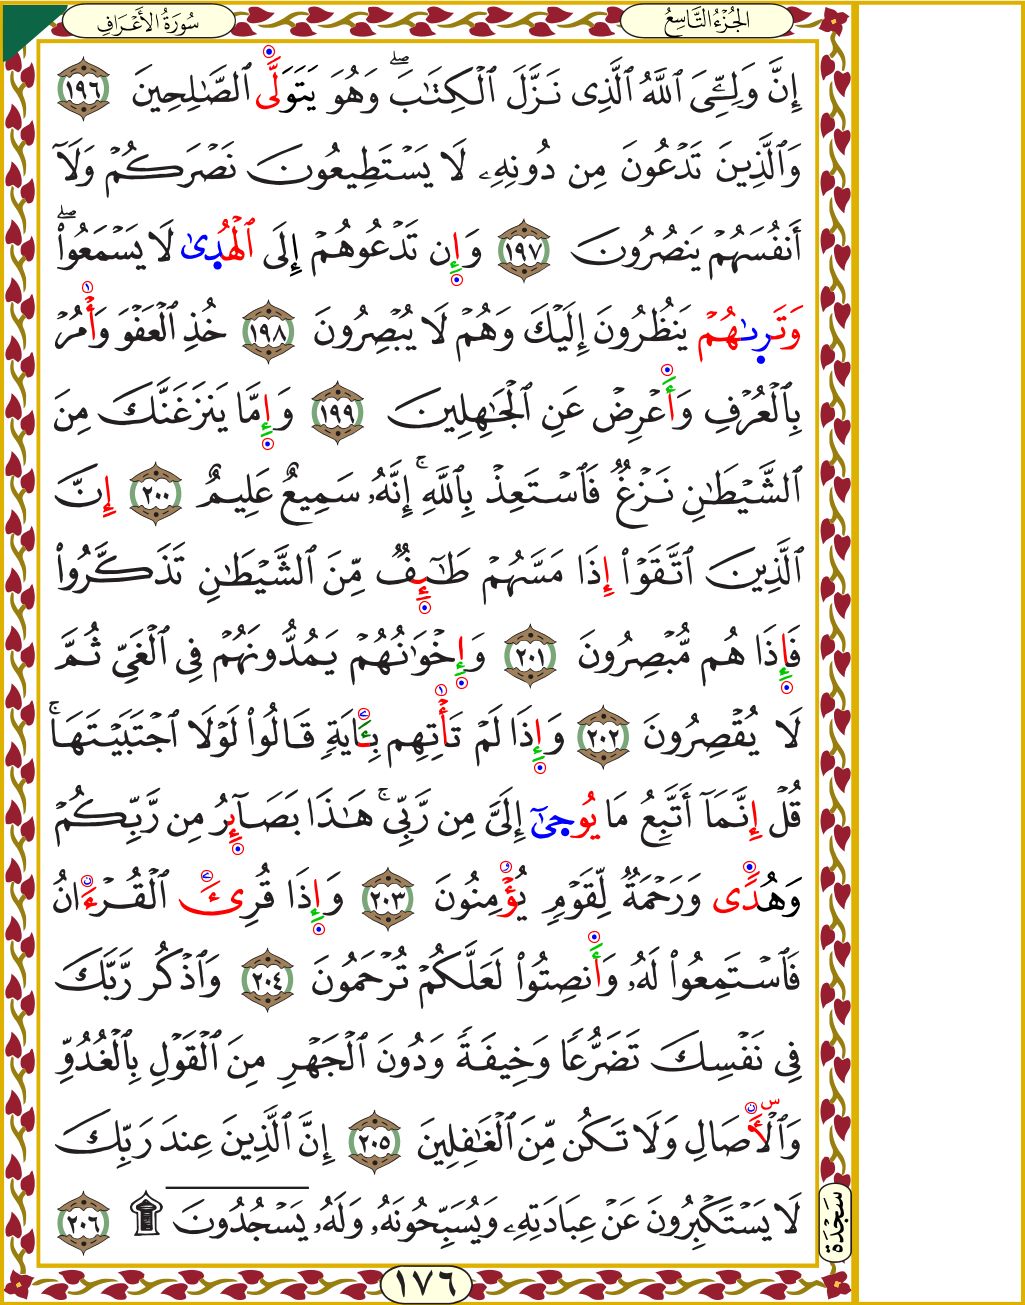 الجُزْءُ التَّاسِعُ
سُورَةُ الأَعْرَافِ
إِنَّ وَلِـِّۧىَ ٱللَّهُ ٱلَّذِى نَزَّلَ ٱلْكِتَـٰبَ ۖ وَهُوَ يَتَوَلَّى ٱلصَّـٰلِحِينَ ١٩٦
وَٱلَّذِينَ تَدْعُونَ مِن دُونِهِۦ لَا يَسْتَطِيعُونَ نَصْرَكُمْ وَلَآ
أَنفُسَهُمْ يَنصُرُونَ ١٩٧ وَإِن تَدْعُوهُمْ إِلَى ٱلْهُدِىٰ لَا يَسْمَعُوا۟ ۖ
وَتَرِىٰهُمْ يَنظُرُونَ إِلَيْكَ وَهُمْ لَا يُبْصِرُونَ ١٩٨ خُذِ ٱلْعَفْوَ وَأْمُرْ
بِٱلْعُرْفِ وَأَعْرِضْ عَنِ ٱلْجَـٰهِلِينَ ١٩٩ وَإِمَّا يَنزَغَنَّكَ مِنَ
ٱلشَّيْطَـٰنِ نَزْغٌ فَٱسْتَعِذْ بِٱللَّهِ ۚ إِنَّهُۥ سَمِيعٌ عَلِيمٌ ٢٠٠ إِنَّ
ٱلَّذِينَ ٱتَّقَوْا۟ إِذَا مَسَّهُمْ طَـٰٓئِفٌ مِّنَ ٱلشَّيْطَـٰنِ تَذَكَّرُوا۟
فَإِذَا هُم مُّبْصِرُونَ ٢٠١ وَإِخْوَٰنُهُمْ يَمُدُّونَهُمْ فِى ٱلْغَىِّ ثُمَّ
لَا يُقْصِرُونَ ٢٠٢ وَإِذَا لَمْ تَأْتِهِم بِـَٔايَةٍ قَالُوا۟ لَوْلَا ٱجْتَبَيْتَهَا ۚ
قُلْ إِنَّمَآ أَتَّبِعُ مَا يُوحِىٰٓ إِلَىَّ مِن رَّبِّى ۚ هَـٰذَا بَصَآئِرُ مِن رَّبِّكُمْ
وَهُدًى وَرَحْمَةٌ لِّقَوْمٍ يُؤْمِنُونَ ٢٠٣ وَإِذَا قُرِئَ ٱلْقُرْءَانُ
فَٱسْتَمِعُوا۟ لَهُۥ وَأَنصِتُوا۟ لَعَلَّكُمْ تُرْحَمُونَ ٢٠٤ وَٱذْكُر رَّبَّكَ
فِى نَفْسِكَ تَضَرُّعًا وَخِيفَةً وَدُونَ ٱلْجَهْرِ مِنَ ٱلْقَوْلِ بِٱلْغُدُوِّ
وَٱلْأَصَالِ وَلَا تَكُن مِّنَ ٱلْغَـٰفِلِينَ ٢٠٥ إِنَّ ٱلَّذِينَ عِندَ رَبِّكَ
لَا يَسْتَكْبِرُونَ عَنْ عِبَادَتِهِۦ وَيُسَبِّحُونَهُۥ وَلَهُۥ يَسْجُدُونَ ۩ ٢٠٦
سَجْدَة
١٧٦